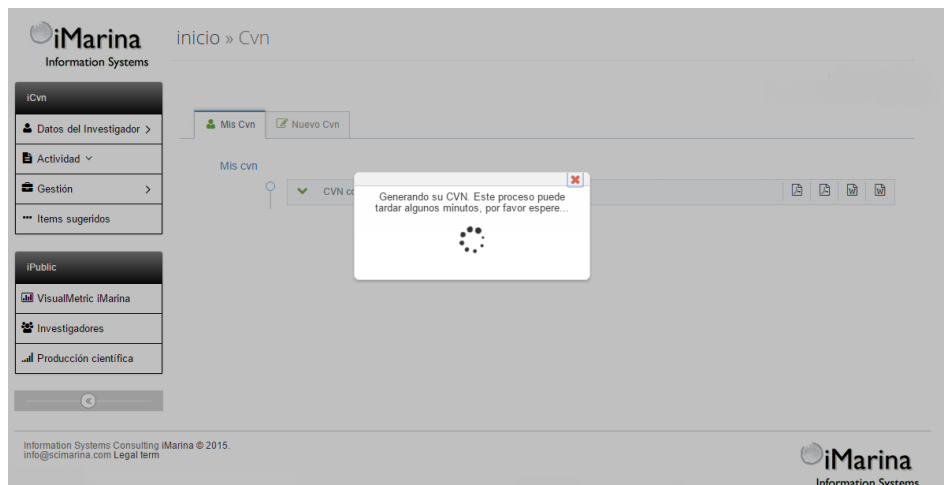 iMarina
Information Systems
inicio » Cvn
iCvn
Datos del Investigador
Actividad
Gestión
Items sugeridos
iPublic
VisualMetric iMarina
Investigadores
Producción científica
Mis Cvn
Nuevo Cvn
Mis cvn
CVN
Generando su CVN. Este proceso puede
tardar algunos minutos, por favor espere...
Information Systems Consulting iMarina © 2015.
info@scimarina.com Legal term
iMarina
Information Systems